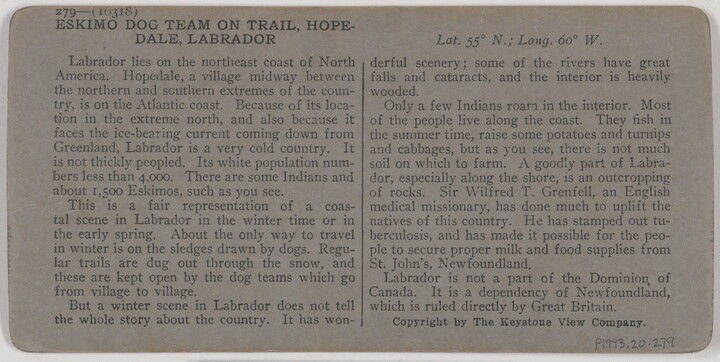 279—(16318)
ESKIMO DOG TEAM ON TRAIL, HOPE-
DALE, LABRADOR
Labrador lies on the northeast coast of North
America. Hopedale, a village midway between
the northern and southern extremes of the coun-
try, is on the Atlantic coast. Because of its loca-
tion in the extreme north, and also because it
faces the ice-bearing current coming down from
Greenland, Labrador is a very cold country. It
is not thickly peopled. Its white population num-
bers less than 4,000. There are some Indians and
about 1,500 Eskimos, such as you see.
This is a fair representation of a coas-
tal scene in Labrador in the winter time or in
the early spring. About the only way to travel
in winter is on the sledges drawn by dogs. Regu-
lar trails are dug out through the snow, and
these are kept open by the dog teams which go
from village to village.
But a winter scene in Labrador does not tell
the whole story about the country. It has won-
Lat. 55° N.; Long. 60° W.
derful scenery; some of the rivers have great
falls and cataracts, and the interior is heavily
wooded.
Only a few Indians roam in the interior. Most
of the people live along the coast. They fish in
the summer time, raise some potatoes and turnips
and cabbages, but as you see, there is not much
soil on which to farm. A goodly part of Labra-
dor, especially along the shore, is an outcropping
of rocks. Sir Wilfred T. Grenfell, an English
medical missionary, has done much to uplift the
natives of this country. He has stamped out tu-
berculosis, and has made it possible for the peo-
ple to secure proper milk and food supplies from
St. John's, Newfoundland.
Labrador is not a part of the Dominion of
Canada. It is a dependency of Newfoundland,
which is ruled directly by Great Britain.
Copyright by The Keystone View Company.
P1993.20.279